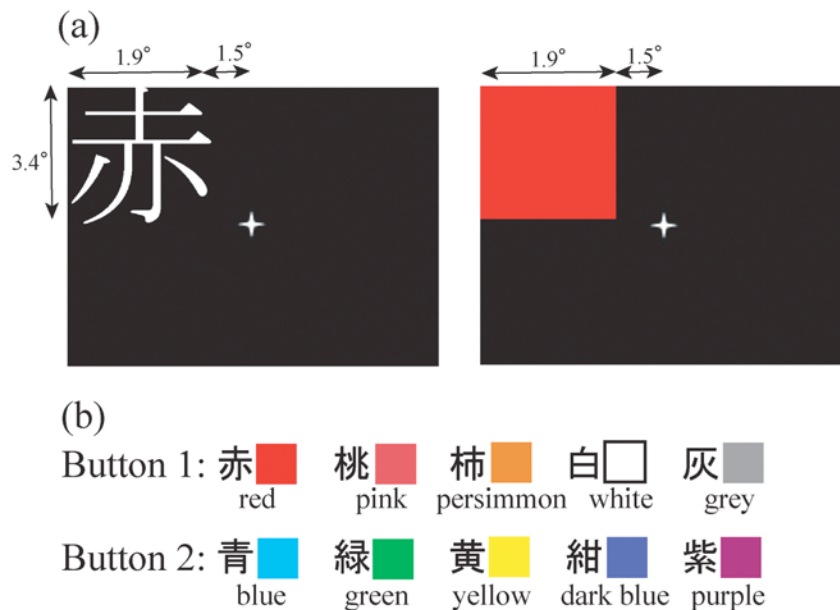 (a)
1.9° 1.5° 1.9° 1.5°
3.4°
赤
(b)
Button 1: 赤 桃 柿 白 灰
red pink persimmon white grey
Button 2: 青 緑 黄 紺 紫
blue green yellow dark blue purple